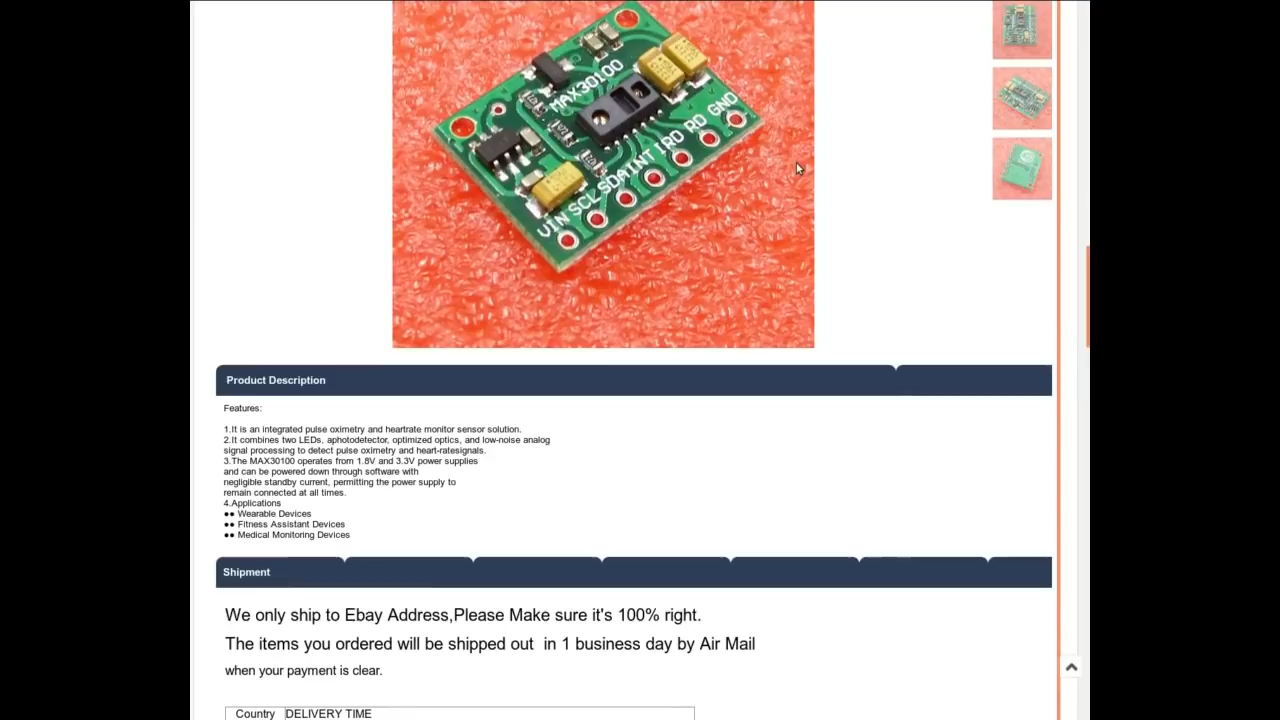 MAX30100
VIN SCL SDA INT IRD RD GND
Product Description
Features:
1.It is an integrated pulse oximetry and heartrate monitor sensor solution.
2.It combines two LEDs, aphotodetector, optimized optics, and low-noise analog
signal processing to detect pulse oximetry and heart-ratesignals.
3.The MAX30100 operates from 1.8V and 3.3V power supplies
and can be powered down through software with
negligible standby current, permitting the power supply to
remain connected at all times.
4.Applications
●● Wearable Devices
●● Fitness Assistant Devices
●● Medical Monitoring Devices
Shipment
We only ship to Ebay Address,Please Make sure it's 100% right.
The items you ordered will be shipped out in 1 business day by Air Mail
when your payment is clear.
Country DELIVERY TIME